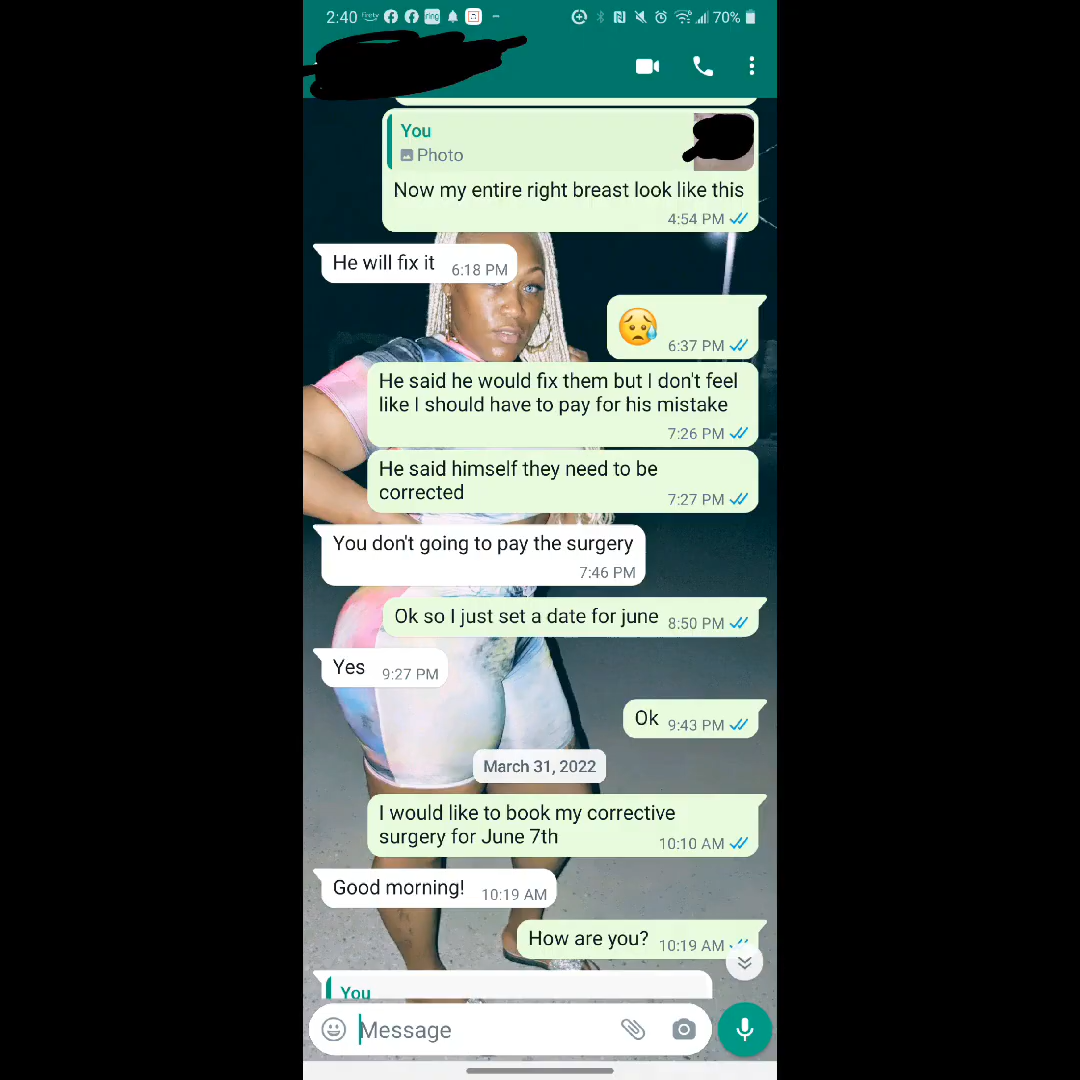 2:40 firetv ring 70%
You
Photo
Now my entire right breast look like this
4:54 PM
He will fix it 6:18 PM
😥 6:37 PM
He said he would fix them but I don't feel
like I should have to pay for his mistake
7:26 PM
He said himself they need to be
corrected 7:27 PM
You don't going to pay the surgery
7:46 PM
Ok so I just set a date for june 8:50 PM
Yes 9:27 PM
Ok 9:43 PM
March 31, 2022
I would like to book my corrective
surgery for June 7th 10:10 AM
Good morning! 10:19 AM
How are you? 10:19 AM
You
Message